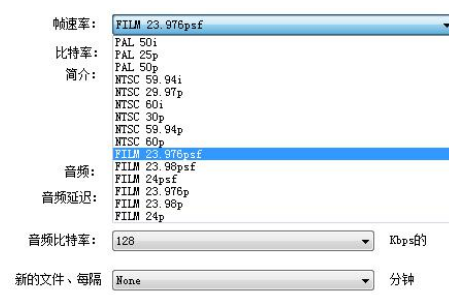 帧速率： FILM 23.976psf
PAL 50i
比特率： PAL 25p
PAL 50p
简介： NTSC 59.94i
NTSC 29.97p
NTSC 60i
NTSC 30p
NTSC 59.94p
NTSC 60p
FILM 23.976psf
FILM 23.98psf
音频： FILM 24psf
FILM 23.976p
音频延迟： FILM 23.98p
FILM 24p
音频比特率： 128 Kbps的
新的文件、每隔 None 分钟